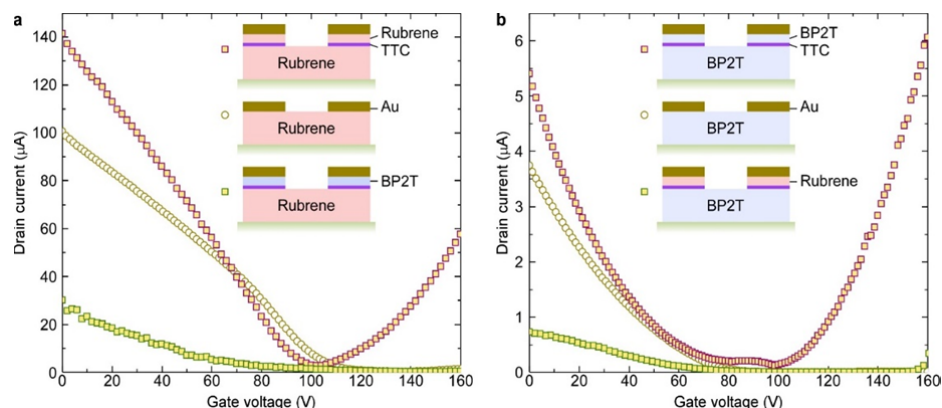 a
140
120
100
80
60
40
20
0
Drain current (μA)
0 20 40 60 80 100 120 140 160
Gate voltage (V)
Rubrene
TTC
Rubrene
Au
Rubrene
BP2T
Rubrene
b
6
5
4
3
2
1
0
Drain current (μA)
0 20 40 60 80 100 120 140 160
Gate voltage (V)
BP2T
TTC
BP2T
Au
BP2T
Rubrene
BP2T